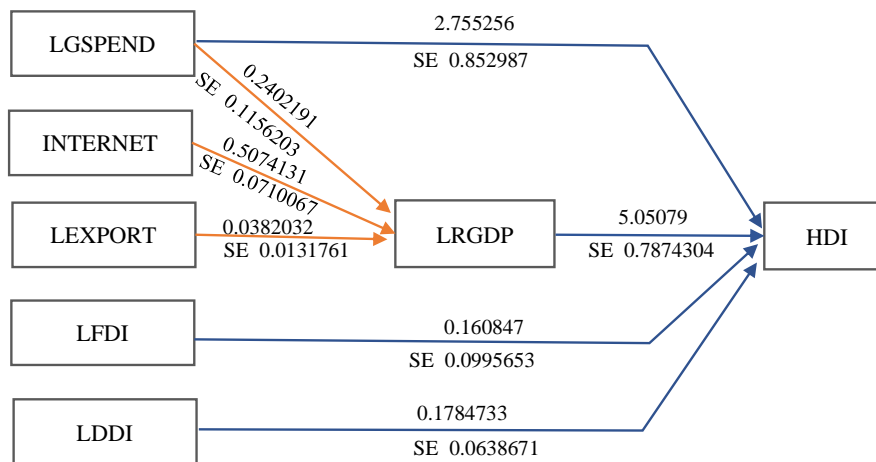 LGSPEND
2.755256
SE 0.852987
0.2402191
SE 0.1156203
INTERNET
0.5074131
SE 0.0710067
LEXPORT
0.0382032
SE 0.0131761
LRGDP
5.05079
SE 0.7874304
HDI
LFDI
0.160847
SE 0.0995653
LDDI
0.1784733
SE 0.0638671